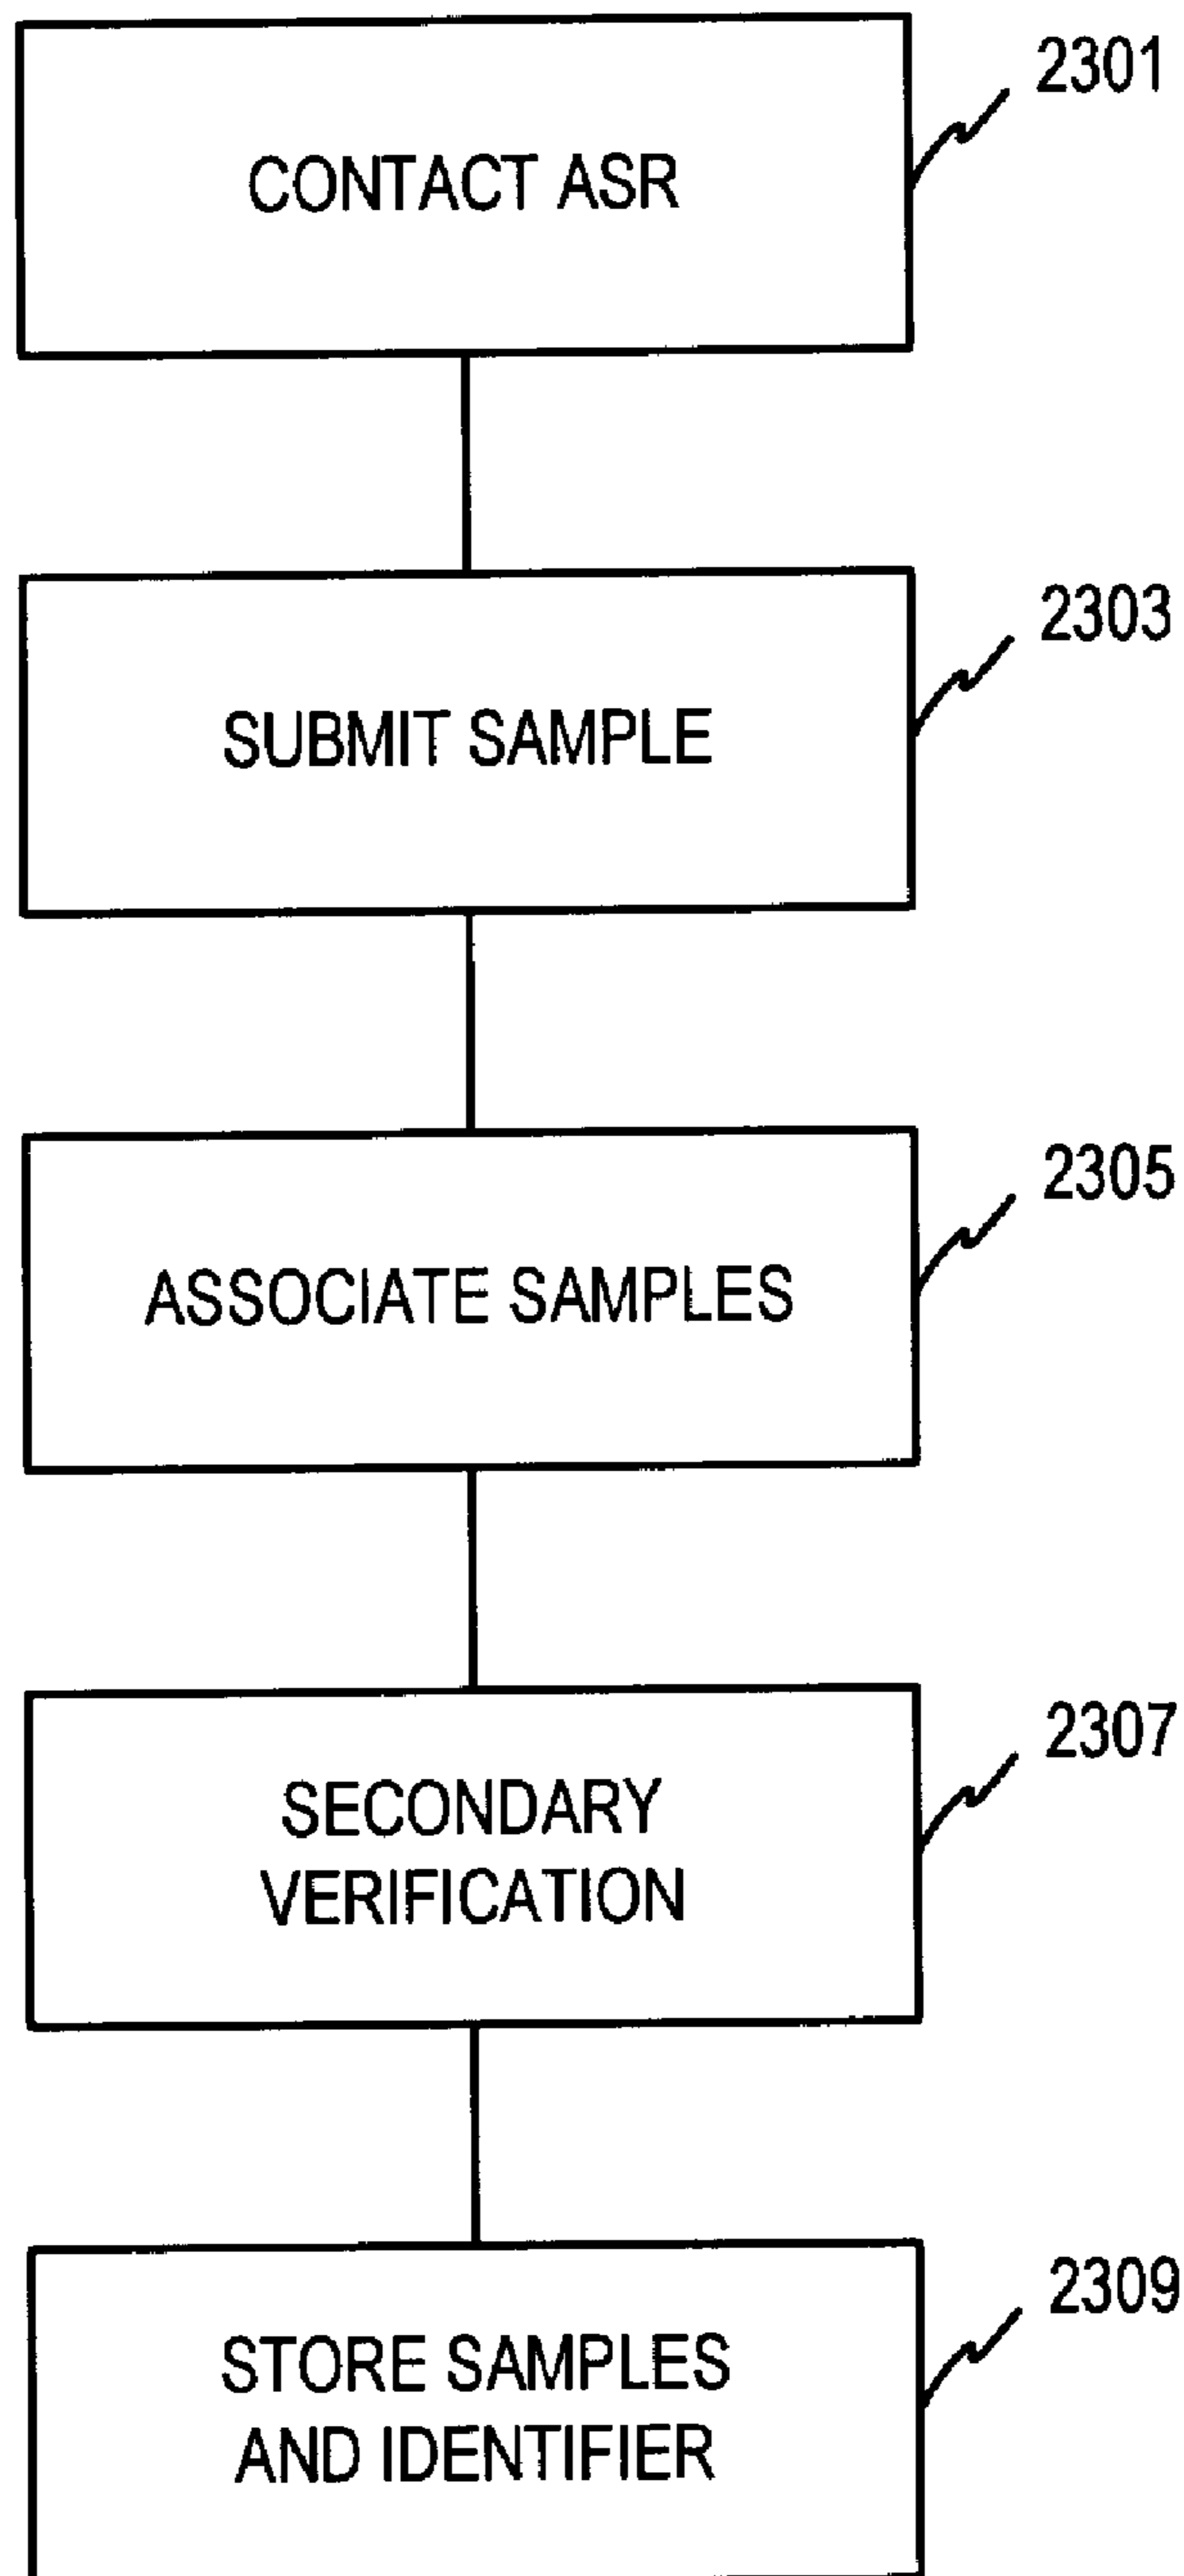 2301
CONTACT ASR
2303
SUBMIT SAMPLE
2305
ASSOCIATE SAMPLES
2307
SECONDARY
VERIFICATION
2309
STORE SAMPLES
AND IDENTIFIER